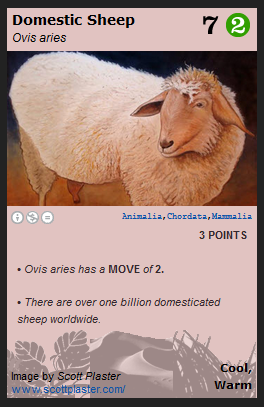 Domestic Sheep 7 2
Ovis aries
Animalia,Chordata,Mammalia
3 POINTS
• Ovis aries has a MOVE of 2.
• There are over one billion domesticated
sheep worldwide.
Cool,
Warm
Image by Scott Plaster
www.scottplaster.com/